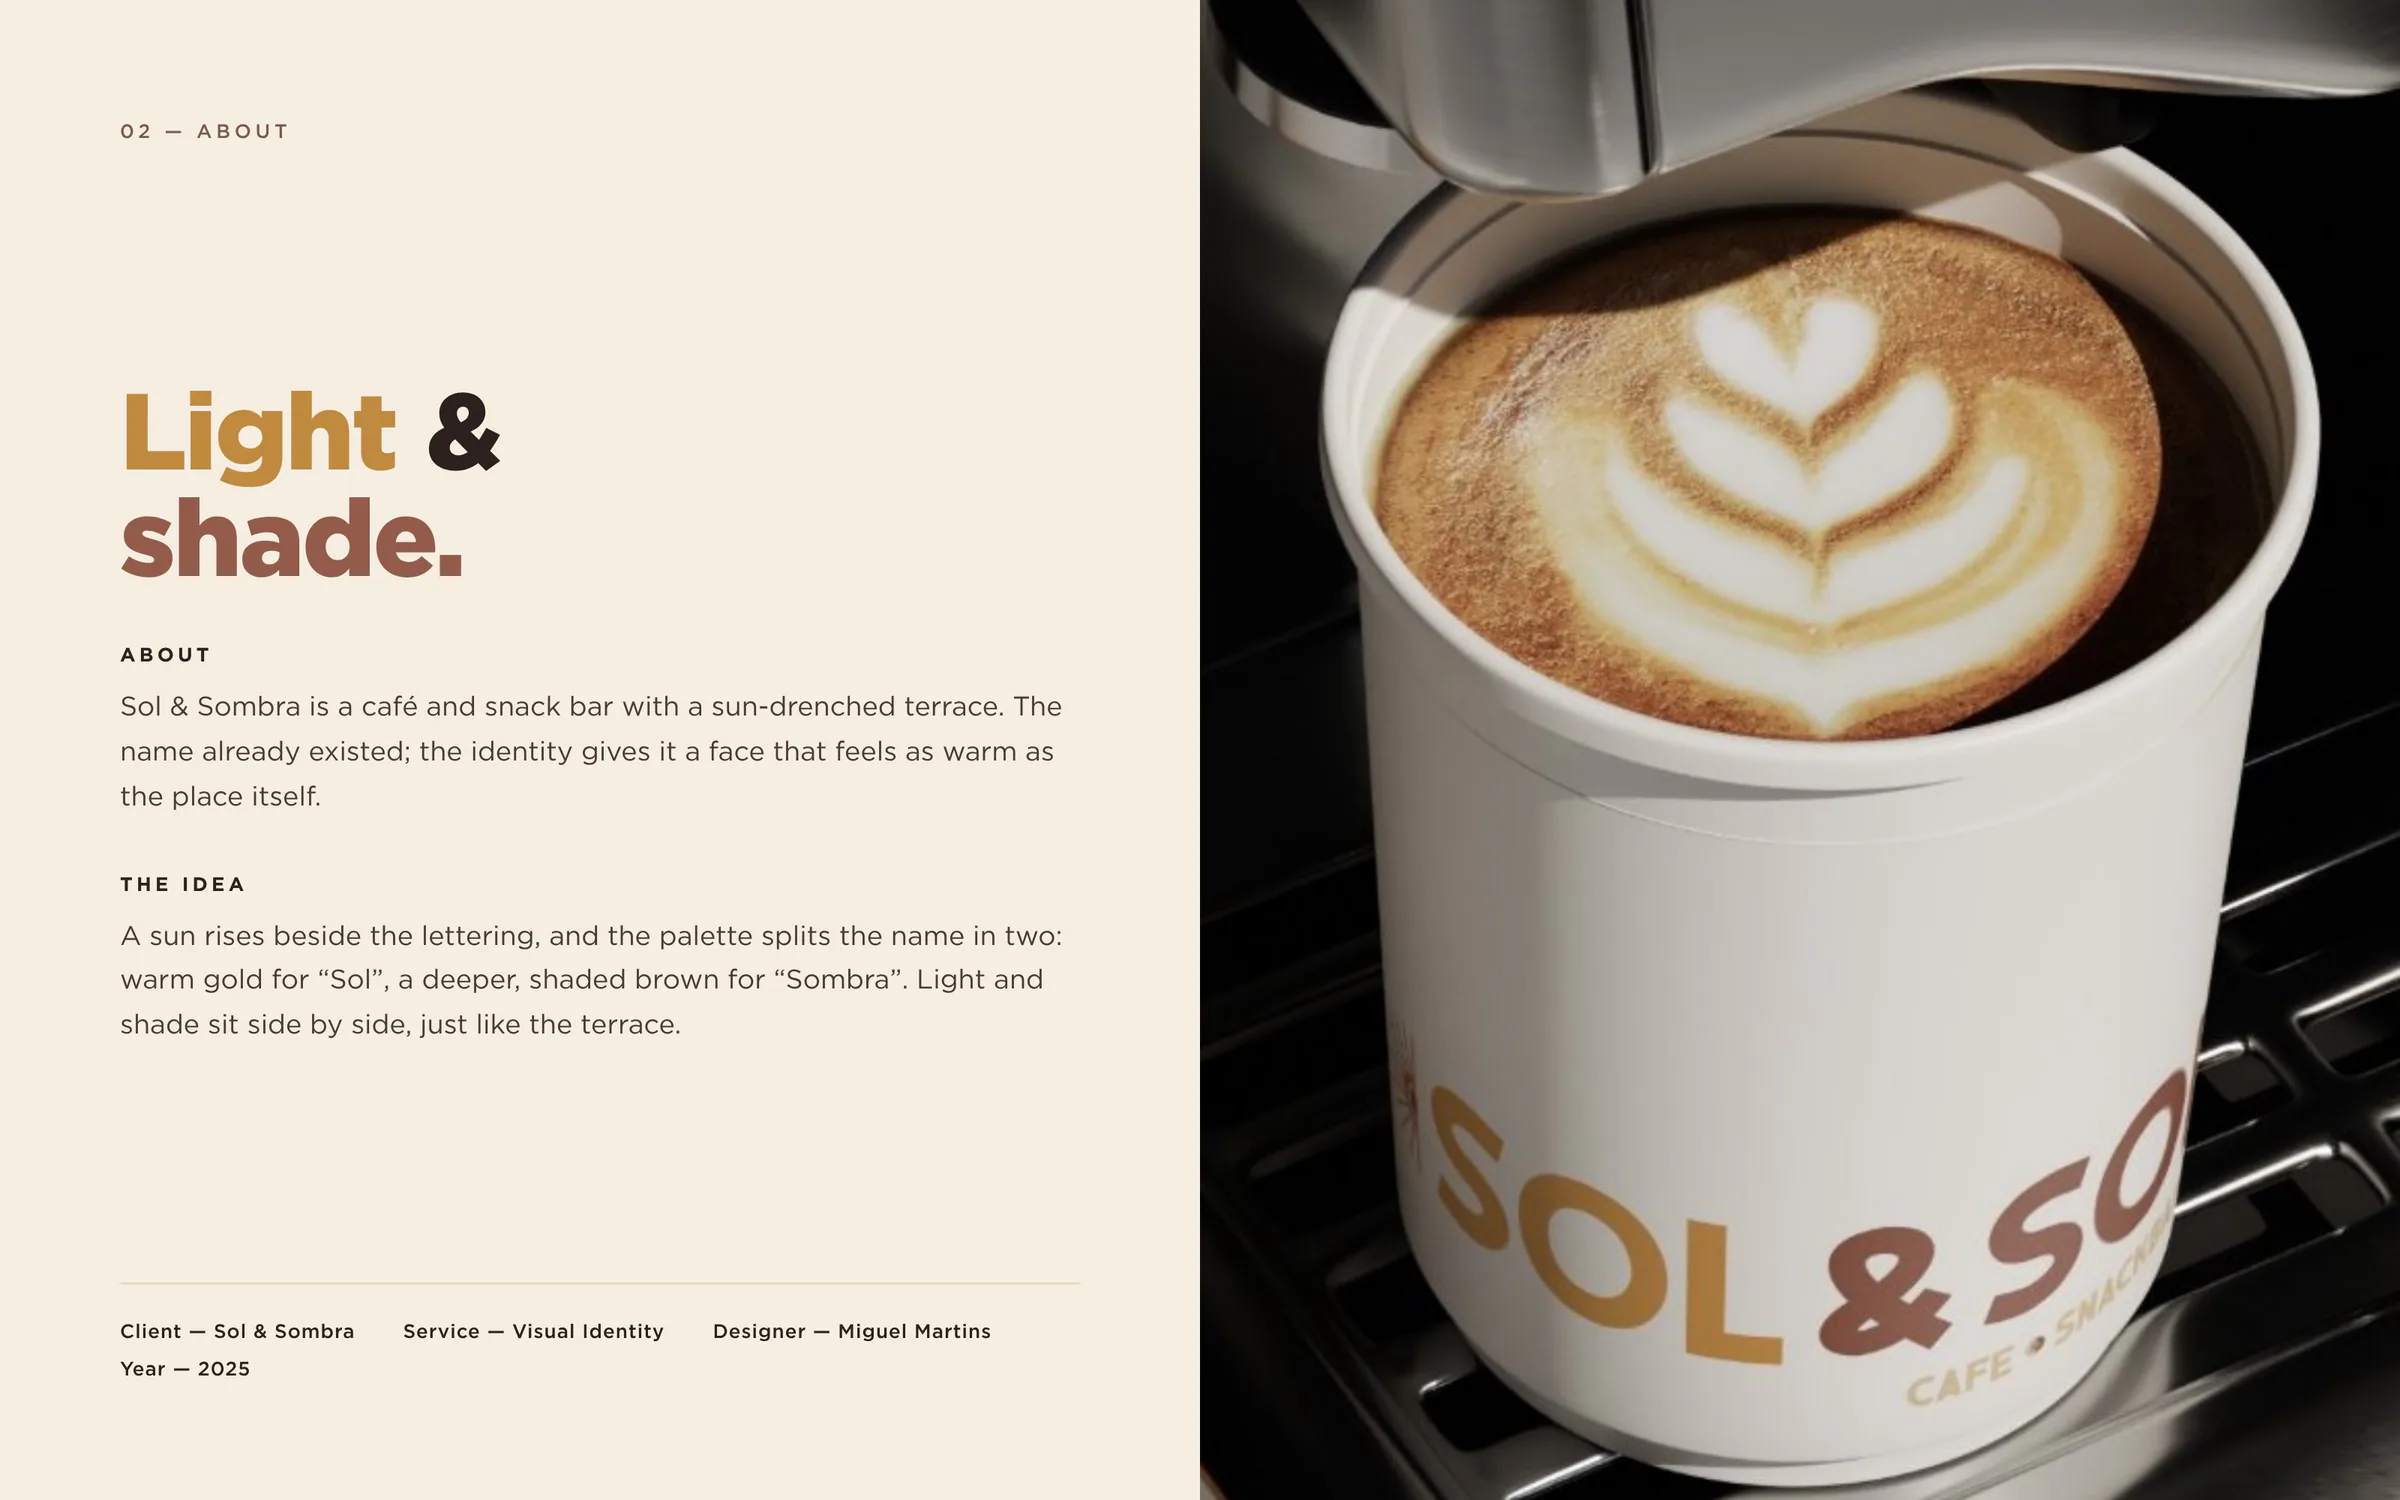 02 — ABOUT
Light &
shade.
ABOUT
Sol & Sombra is a café and snack bar with a sun-drenched terrace. The
name already existed; the identity gives it a face that feels as warm as
the place itself.
THE IDEA
A sun rises beside the lettering, and the palette splits the name in two:
warm gold for “Sol”, a deeper, shaded brown for “Sombra”. Light and
shade sit side by side, just like the terrace.
Client — Sol & Sombra Service — Visual Identity Designer — Miguel Martins
Year — 2025
SOL & SO
CAFE •